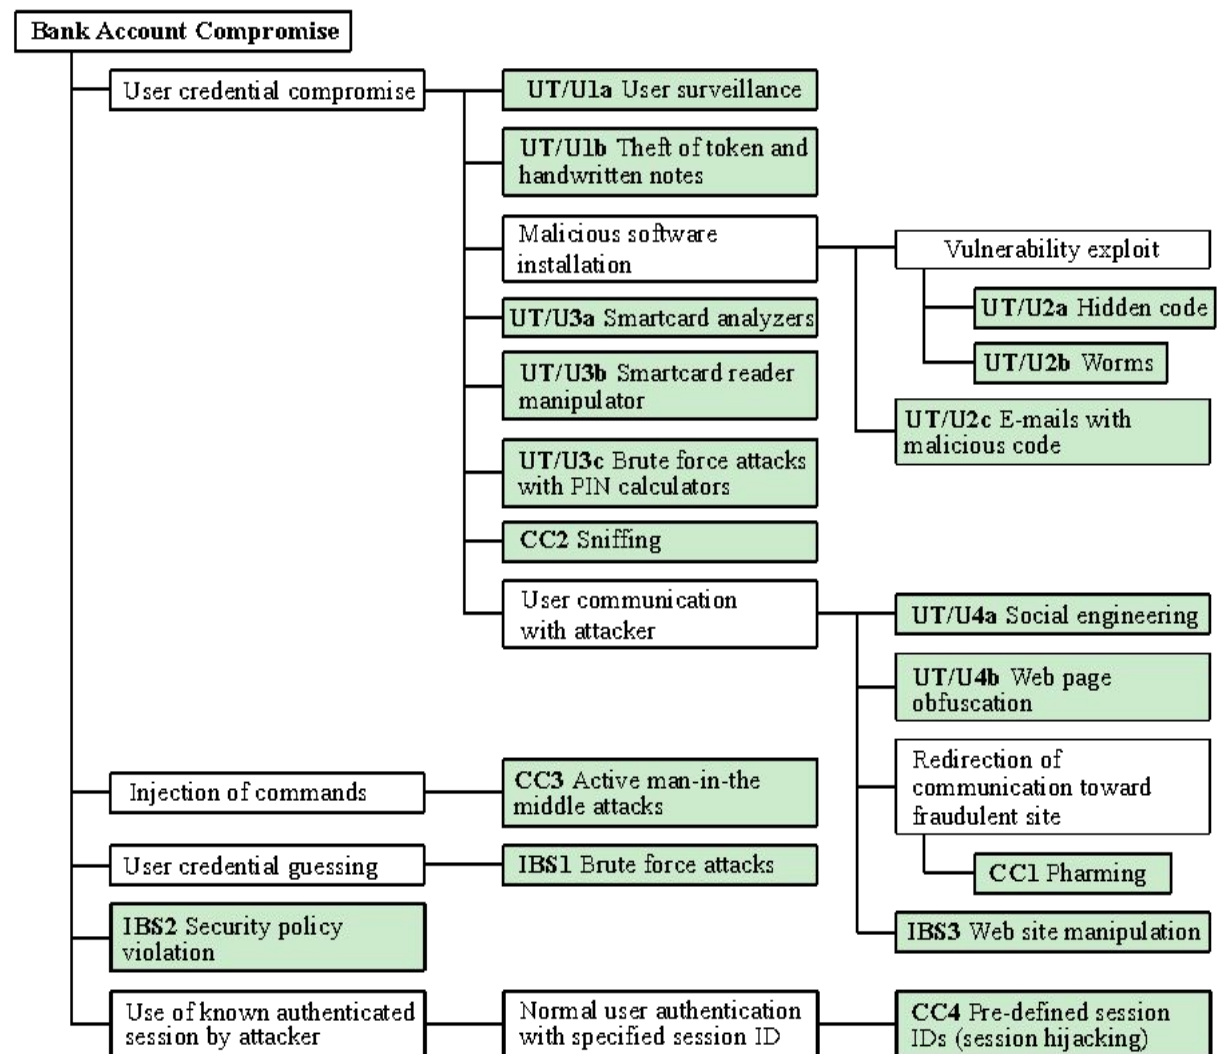 Bank Account Compromise
User credential compromise
UT/U1a User surveillance
UT/U1b Theft of token and
handwritten notes
Malicious software
installation
Vulnerability exploit
UT/U2a Hidden code
UT/U2b Worms
UT/U2c E-mails with
malicious code
UT/U3a Smartcard analyzers
UT/U3b Smartcard reader
manipulator
UT/U3c Brute force attacks
with PIN calculators
CC2 Sniffing
User communication
with attacker
UT/U4a Social engineering
UT/U4b Web page
obfuscation
Redirection of
communication toward
fraudulent site
CC1 Pharming
IBS3 Web site manipulation
Injection of commands
CC3 Active man-in-the
middle attacks
User credential guessing
IBS1 Brute force attacks
IBS2 Security policy
violation
Use of known authenticated
session by attacker
Normal user authentication
with specified session ID
CC4 Pre-defined session
IDs (session hijacking)